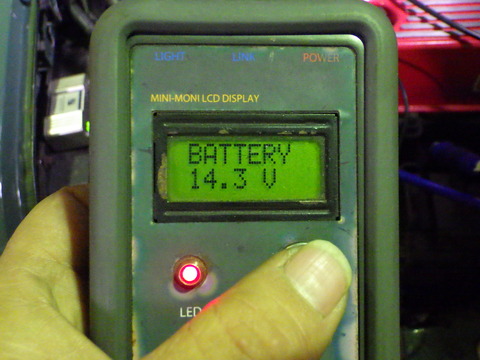 LIGHT LINK POWER
MINI-MONI LCD DISPLAY
BATTERY
14.3 V
LED